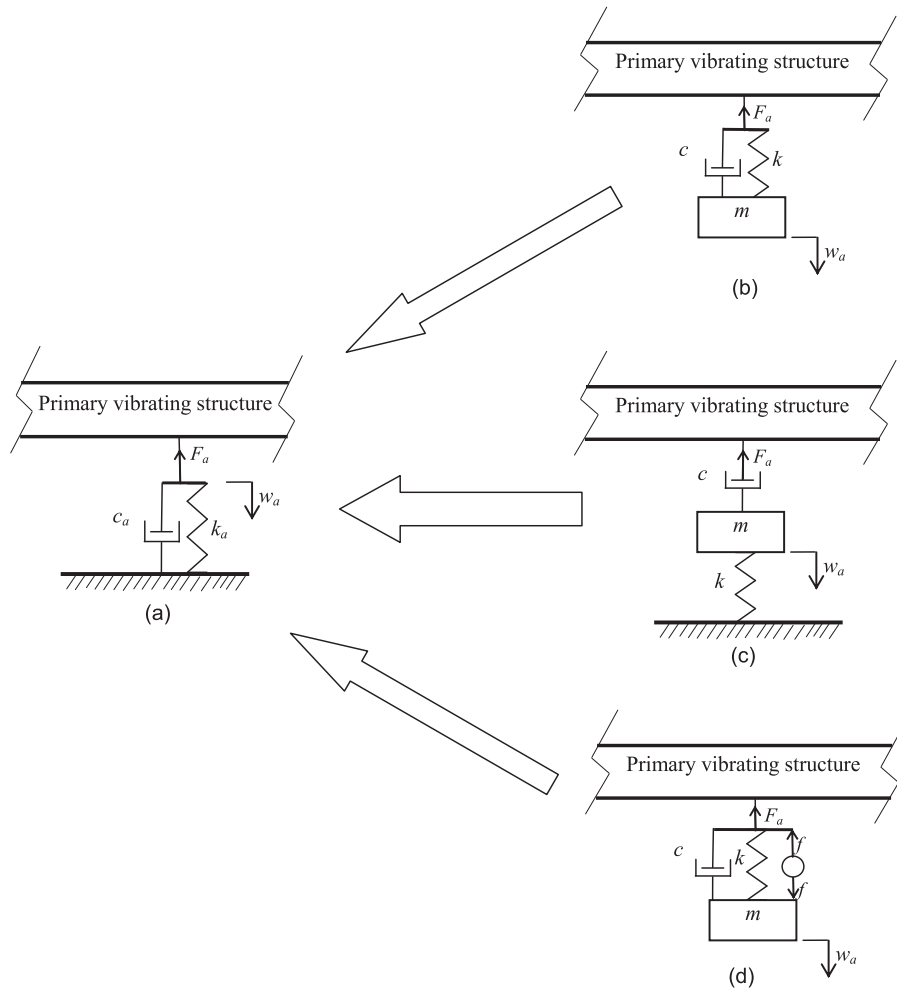 Primary vibrating structure
F_a
c
k
m
w_a
(b)
Primary vibrating structure
F_a
w_a
c_a
k_a
(a)
Primary vibrating structure
F_a
c
m
w_a
k
(c)
Primary vibrating structure
F_a
c
k
f
f
m
w_a
(d)